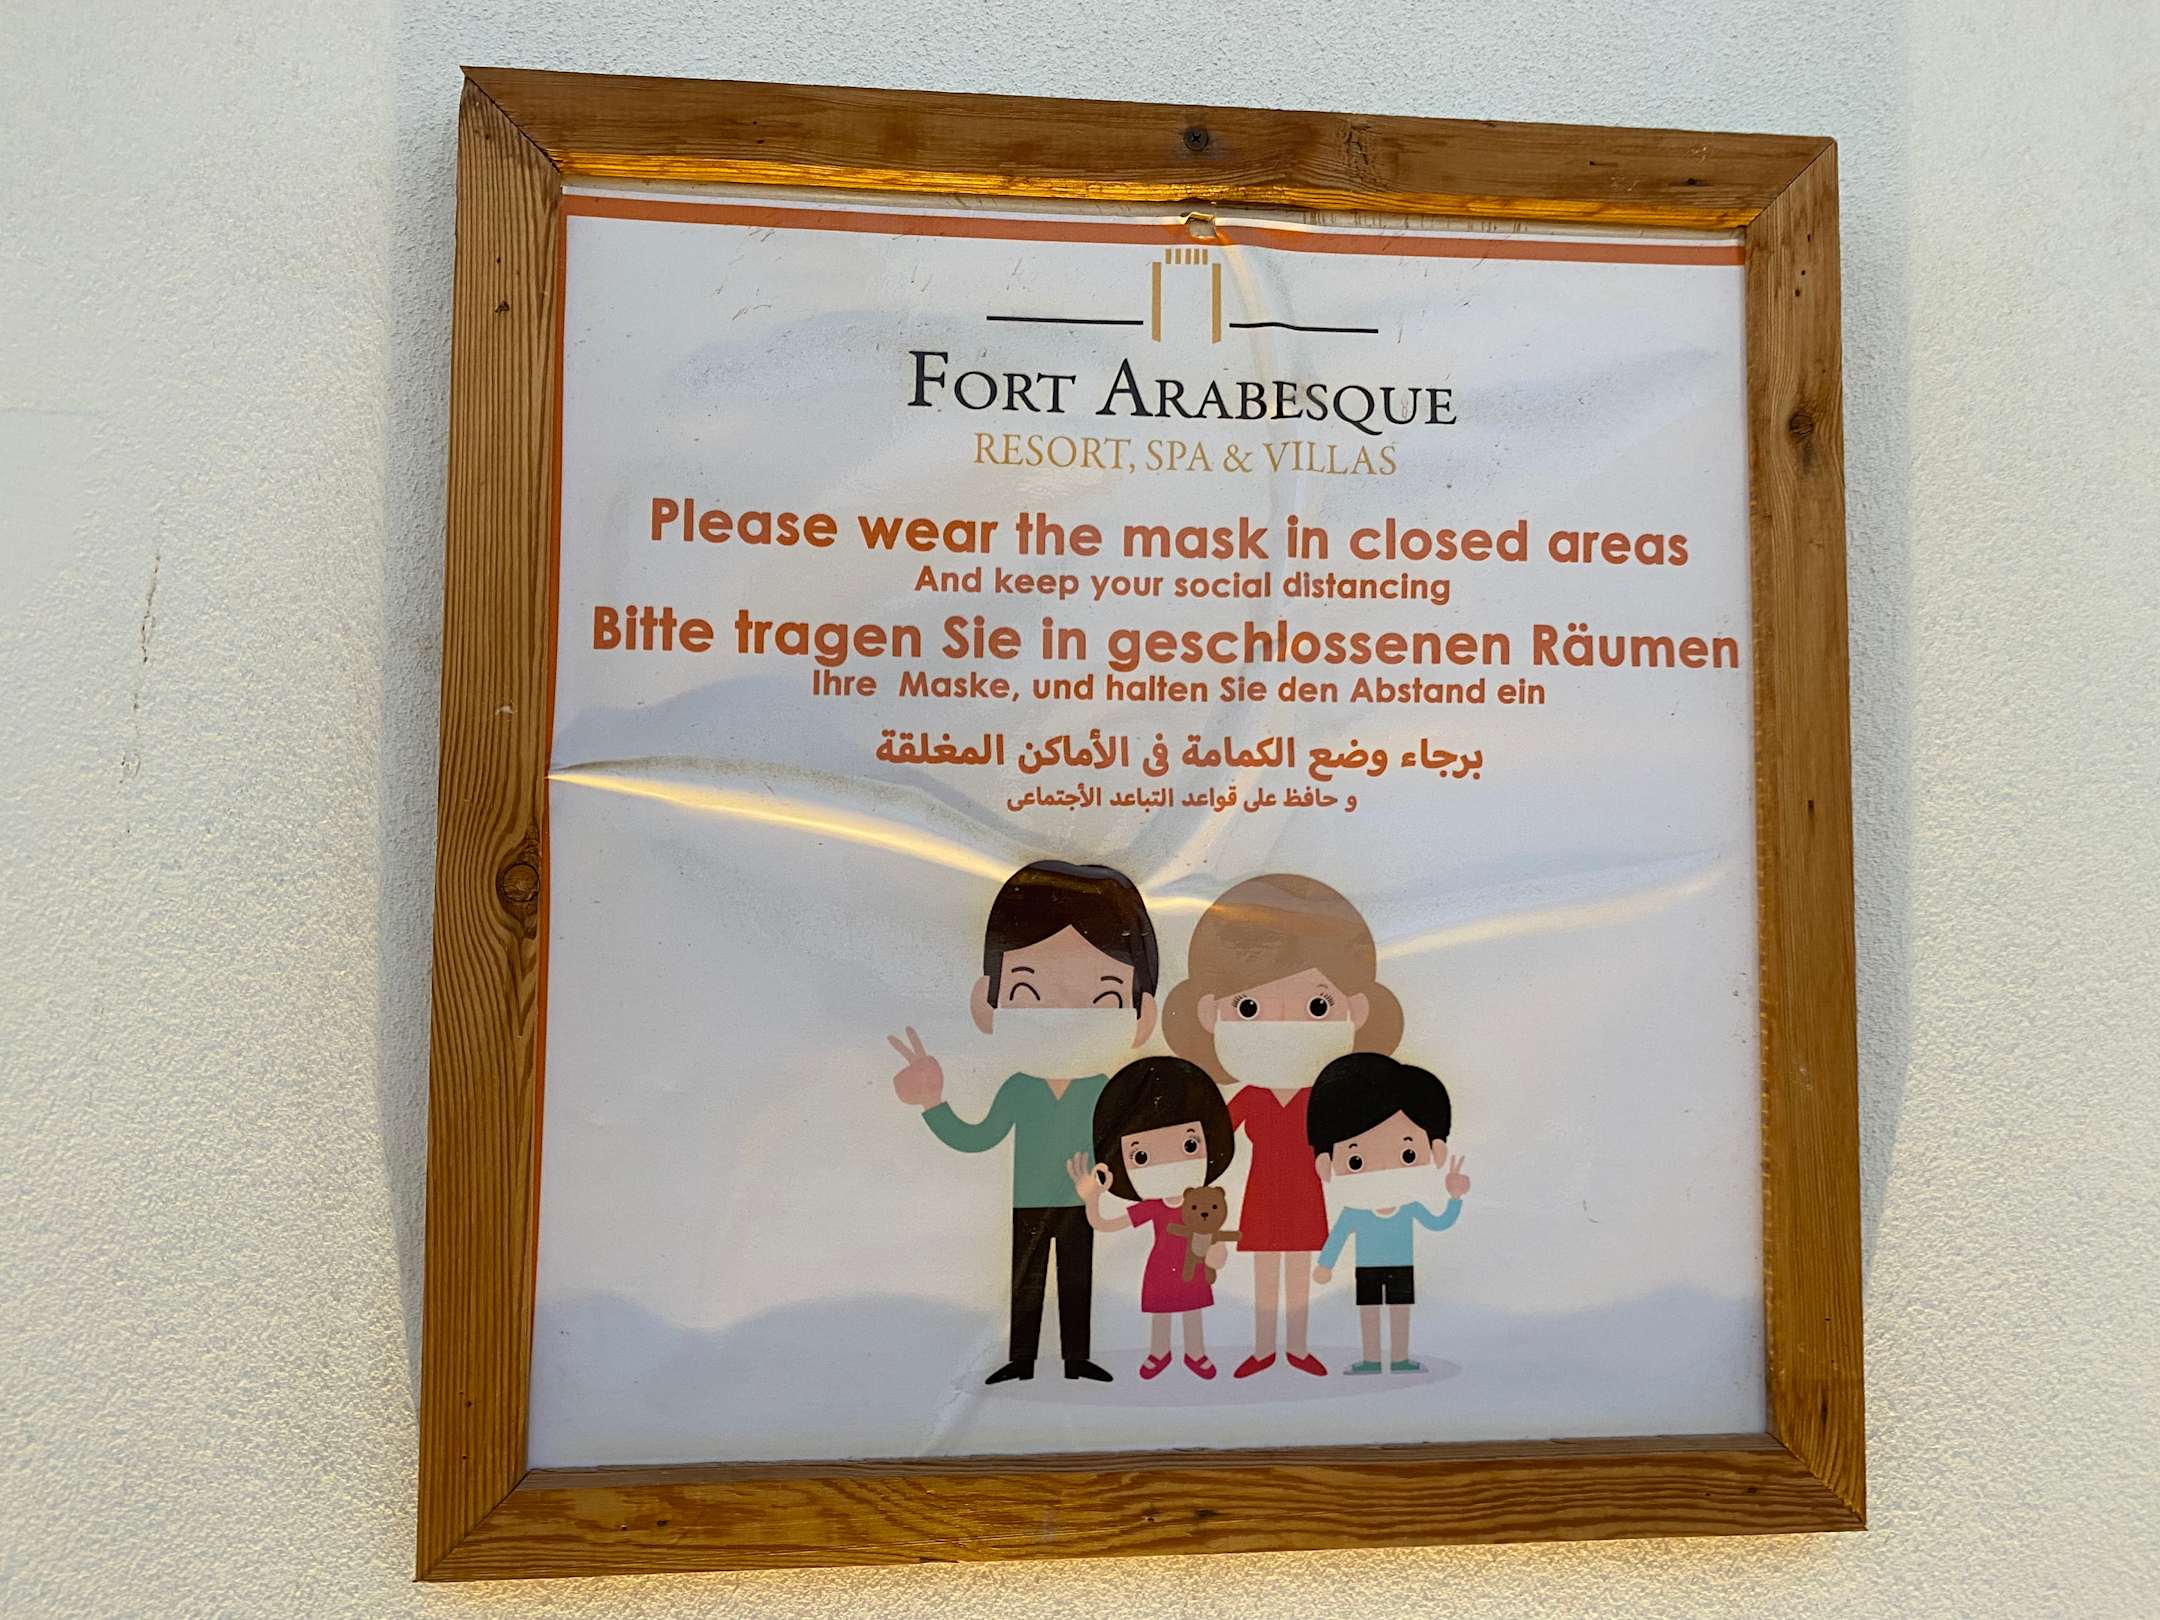 FORT ARABESQUE
RESORT, SPA & VILLAS
Please wear the mask in closed areas
And keep your social distancing
Bitte tragen Sie in geschlossenen Räumen
Ihre Maske, und halten Sie den Abstand ein
برجاء وضع الكمامة فى الأماكن المغلقة
و حافظ على قواعد التباعد الأجتماعى